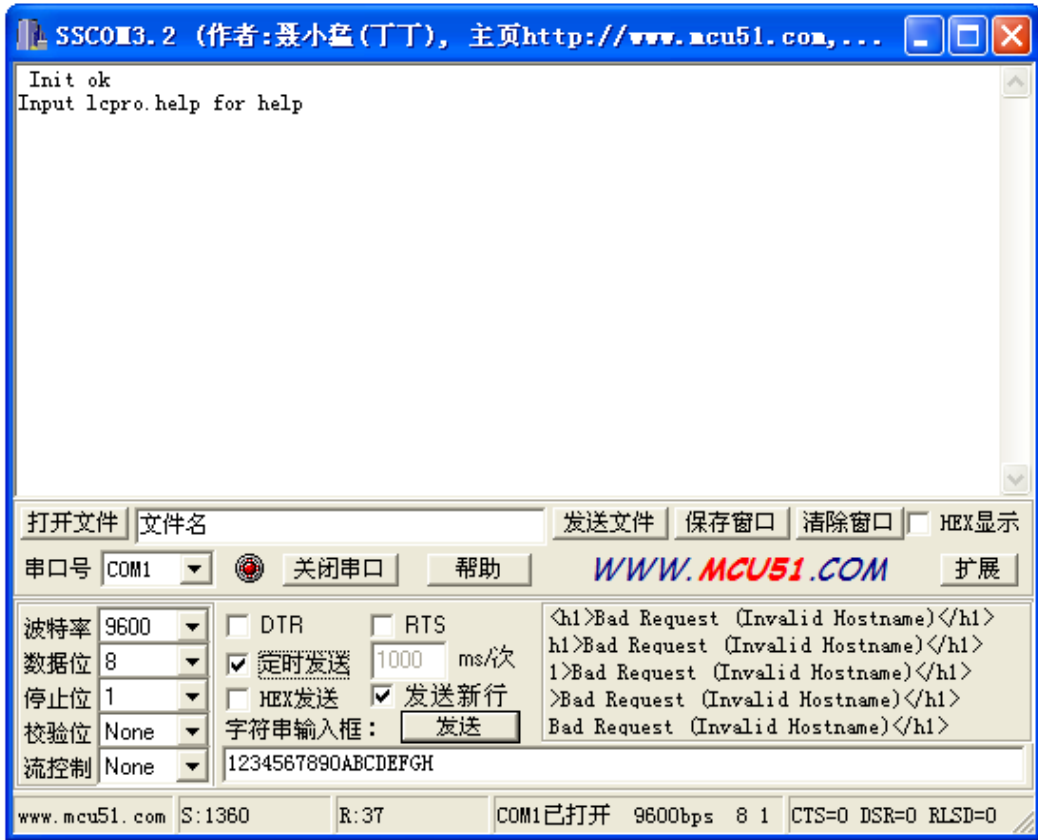 SSCOM3.2 (作者:聂小猛(丁丁), 主页http://www.mcu51.com,...
Init ok
Input lcpro.help for help
打开文件 文件名 发送文件 保存窗口 清除窗口 HEX显示
串口号 COM1 关闭串口 帮助 WWW.MCU51.COM 扩展
波特率 9600 DTR RTS
数据位 8 定时发送 1000 ms/次
停止位 1 HEX发送 发送新行
校验位 None 字符串输入框： 发送
流控制 None 1234567890ABCDEFGH
<h1>Bad Request (Invalid Hostname)</h1>
h1>Bad Request (Invalid Hostname)</h1>
1>Bad Request (Invalid Hostname)</h1>
>Bad Request (Invalid Hostname)</h1>
Bad Request (Invalid Hostname)</h1>
www.mcu51.com S:1360 R:37 COM1已打开 9600bps 8 1 CTS=0 DSR=0 RLSD=0